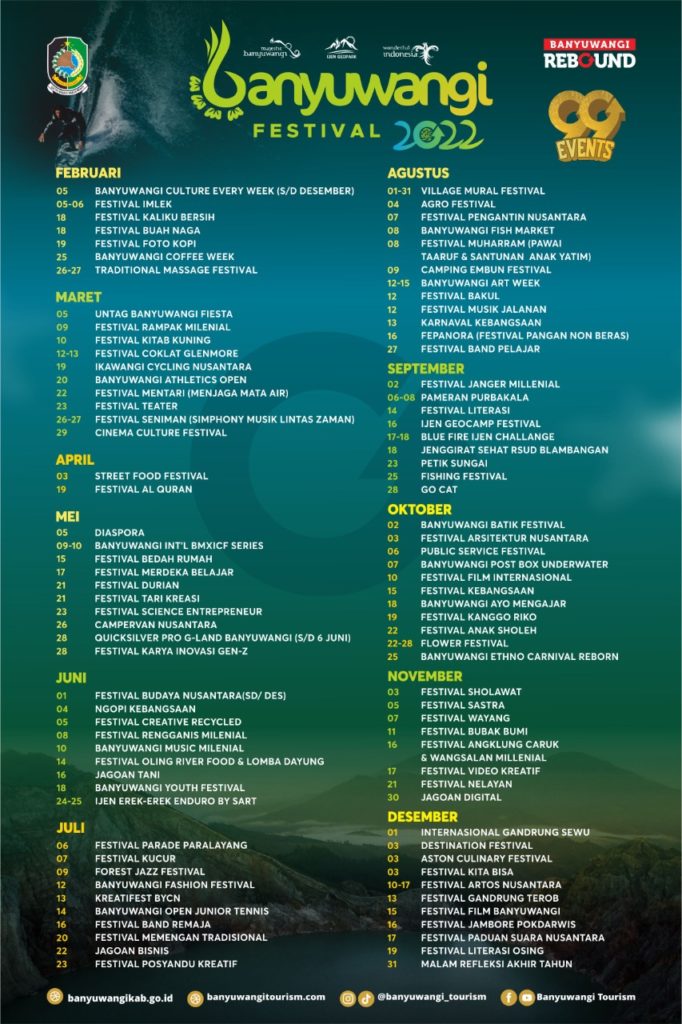 majestic banyuwangi
IJEN GEOPARK
wonderful indonesia
BANYUWANGI
REBOUND
banyuwangi
FESTIVAL 2022
99
EVENTS
FEBRUARI
05 BANYUWANGI CULTURE EVERY WEEK (S/D DESEMBER)
05-06 FESTIVAL IMLEK
18 FESTIVAL KALIKU BERSIH
18 FESTIVAL BUAH NAGA
19 FESTIVAL FOTO KOPI
25 BANYUWANGI COFFEE WEEK
26-27 TRADITIONAL MASSAGE FESTIVAL
MARET
05 UNTAG BANYUWANGI FIESTA
09 FESTIVAL RAMPAK MILENIAL
10 FESTIVAL KITAB KUNING
12-13 FESTIVAL COKLAT GLENMORE
19 IKAWANGI CYCLING NUSANTARA
20 BANYUWANGI ATHLETICS OPEN
22 FESTIVAL MENTARI (MENJAGA MATA AIR)
23 FESTIVAL TEATER
26-27 FESTIVAL SENIMAN (SIMPHONY MUSIK LINTAS ZAMAN)
29 CINEMA CULTURE FESTIVAL
APRIL
03 STREET FOOD FESTIVAL
19 FESTIVAL AL QURAN
MEI
05 DIASPORA
09-10 BANYUWANGI INT'L BMXICF SERIES
15 FESTIVAL BEDAH RUMAH
17 FESTIVAL MERDEKA BELAJAR
21 FESTIVAL DURIAN
21 FESTIVAL TARI KREASI
23 FESTIVAL SCIENCE ENTREPRENEUR
26 CAMPERVAN NUSANTARA
28 QUICKSILVER PRO G-LAND BANYUWANGI (S/D 6 JUNI)
28 FESTIVAL KARYA INOVASI GEN-Z
JUNI
01 FESTIVAL BUDAYA NUSANTARA(SD/ DES)
04 NGOPI KEBANGSAAN
05 FESTIVAL CREATIVE RECYCLED
08 FESTIVAL RENGGANIS MILENIAL
10 BANYUWANGI MUSIC MILENIAL
14 FESTIVAL OLING RIVER FOOD & LOMBA DAYUNG
16 JAGOAN TANI
18 BANYUWANGI YOUTH FESTIVAL
24-25 IJEN EREK-EREK ENDURO BY SART
JULI
06 FESTIVAL PARADE PARALAYANG
07 FESTIVAL KUCUR
09 FOREST JAZZ FESTIVAL
12 BANYUWANGI FASHION FESTIVAL
13 KREATIFEST BYCN
14 BANYUWANGI OPEN JUNIOR TENNIS
16 FESTIVAL BAND REMAJA
20 FESTIVAL MEMENGAN TRADISIONAL
22 JAGOAN BISNIS
23 FESTIVAL POSYANDU KREATIF
AGUSTUS
01-31 VILLAGE MURAL FESTIVAL
04 AGRO FESTIVAL
07 FESTIVAL PENGANTIN NUSANTARA
08 BANYUWANGI FISH MARKET
08 FESTIVAL MUHARRAM (PAWAI
TAARUF & SANTUNAN ANAK YATIM)
09 CAMPING EMBUN FESTIVAL
12-15 BANYUWANGI ART WEEK
12 FESTIVAL BAKUL
12 FESTIVAL MUSIK JALANAN
13 KARNAVAL KEBANGSAAN
16 FEPANORA (FESTIVAL PANGAN NON BERAS)
27 FESTIVAL BAND PELAJAR
SEPTEMBER
02 FESTIVAL JANGER MILLENIAL
06-08 PAMERAN PURBAKALA
14 FESTIVAL LITERASI
16 IJEN GEOCAMP FESTIVAL
17-18 BLUE FIRE IJEN CHALLANGE
18 JENGGIRAT SEHAT RSUD BLAMBANGAN
23 PETIK SUNGAI
25 FISHING FESTIVAL
28 GO CAT
OKTOBER
02 BANYUWANGI BATIK FESTIVAL
03 FESTIVAL ARSITEKTUR NUSANTARA
06 PUBLIC SERVICE FESTIVAL
07 BANYUWANGI POST BOX UNDERWATER
10 FESTIVAL FILM INTERNASIONAL
15 FESTIVAL KEBANGSAAN
18 BANYUWANGI AYO MENGAJAR
19 FESTIVAL KANGGO RIKO
22 FESTIVAL ANAK SHOLEH
22-28 FLOWER FESTIVAL
25 BANYUWANGI ETHNO CARNIVAL REBORN
NOVEMBER
03 FESTIVAL SHOLAWAT
05 FESTIVAL SASTRA
07 FESTIVAL WAYANG
11 FESTIVAL BUBAK BUMI
16 FESTIVAL ANGKLUNG CARUK
& WANGSALAN MILLENIAL
17 FESTIVAL VIDEO KREATIF
21 FESTIVAL NELAYAN
30 JAGOAN DIGITAL
DESEMBER
01 INTERNASIONAL GANDRUNG SEWU
03 DESTINATION FESTIVAL
03 ASTON CULINARY FESTIVAL
03 FESTIVAL KITA BISA
10-17 FESTIVAL ARTOS NUSANTARA
13 FESTIVAL GANDRUNG TEROB
15 FESTIVAL FILM BANYUWANGI
16 FESTIVAL JAMBORE POKDARWIS
17 FESTIVAL PADUAN SUARA NUSANTARA
19 FESTIVAL LITERASI OSING
31 MALAM REFLEKSI AKHIR TAHUN
banyuwangikab.go.id
banyuwangitourism.com
@banyuwangi_tourism
Banyuwangi Tourism